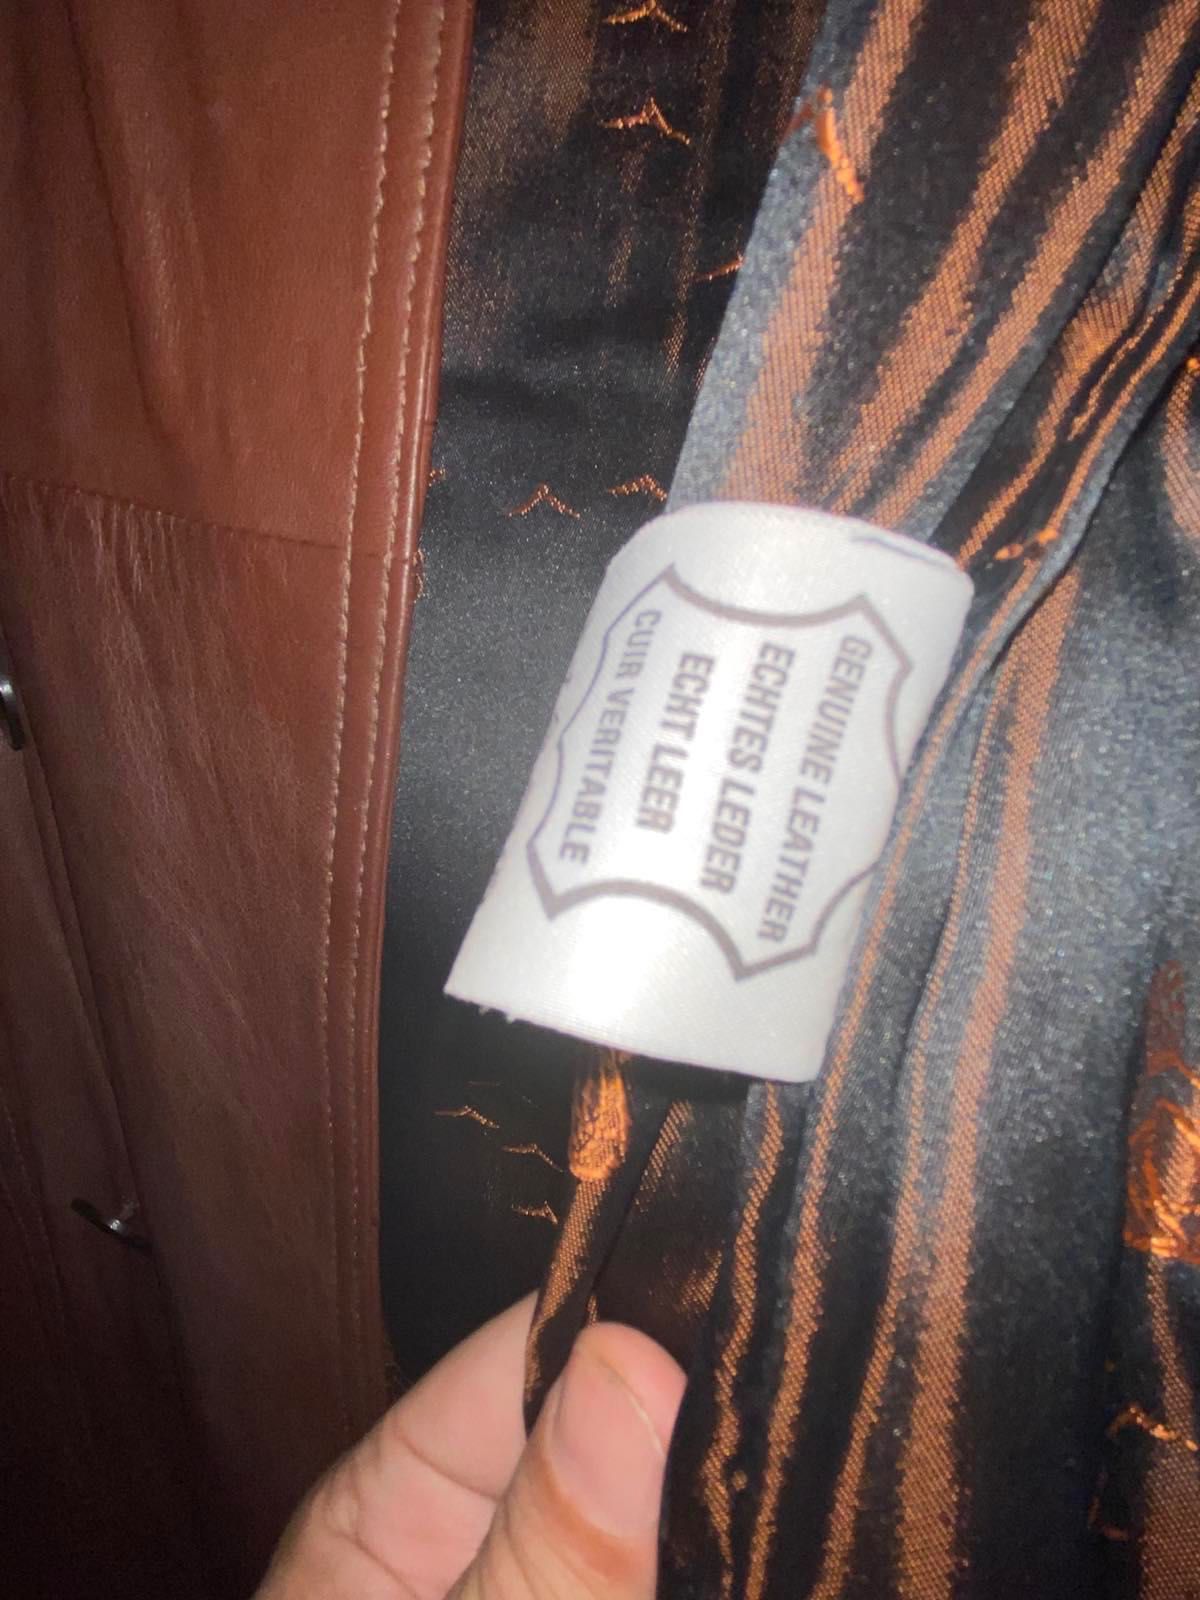 GENUINE LEATHER
ECHTES LEDER
ECHT LEER
CUIR VERITABLE